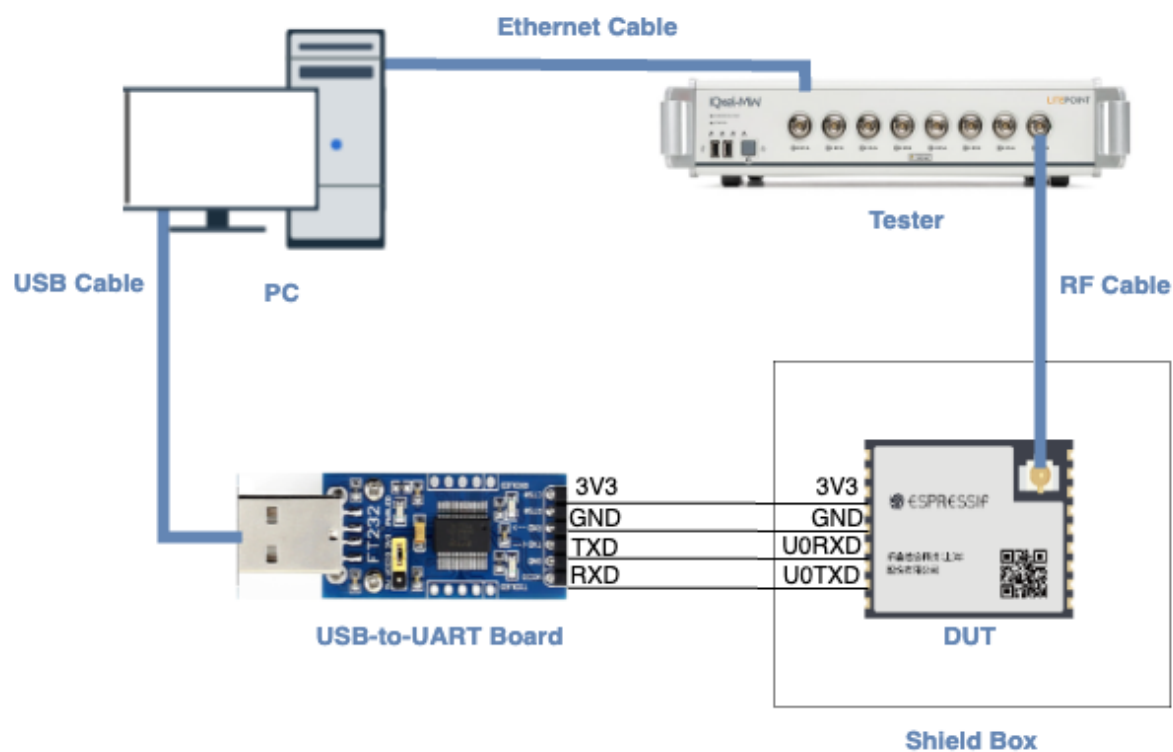 Ethernet Cable
IQxel-MW
LITEPOINT
Tester
USB Cable
PC
RF Cable
3V3
GND
TXD
RXD
3V3
GND
U0RXD
U0TXD
FT232
ESPRESSIF
USB-to-UART Board
DUT
Shield Box